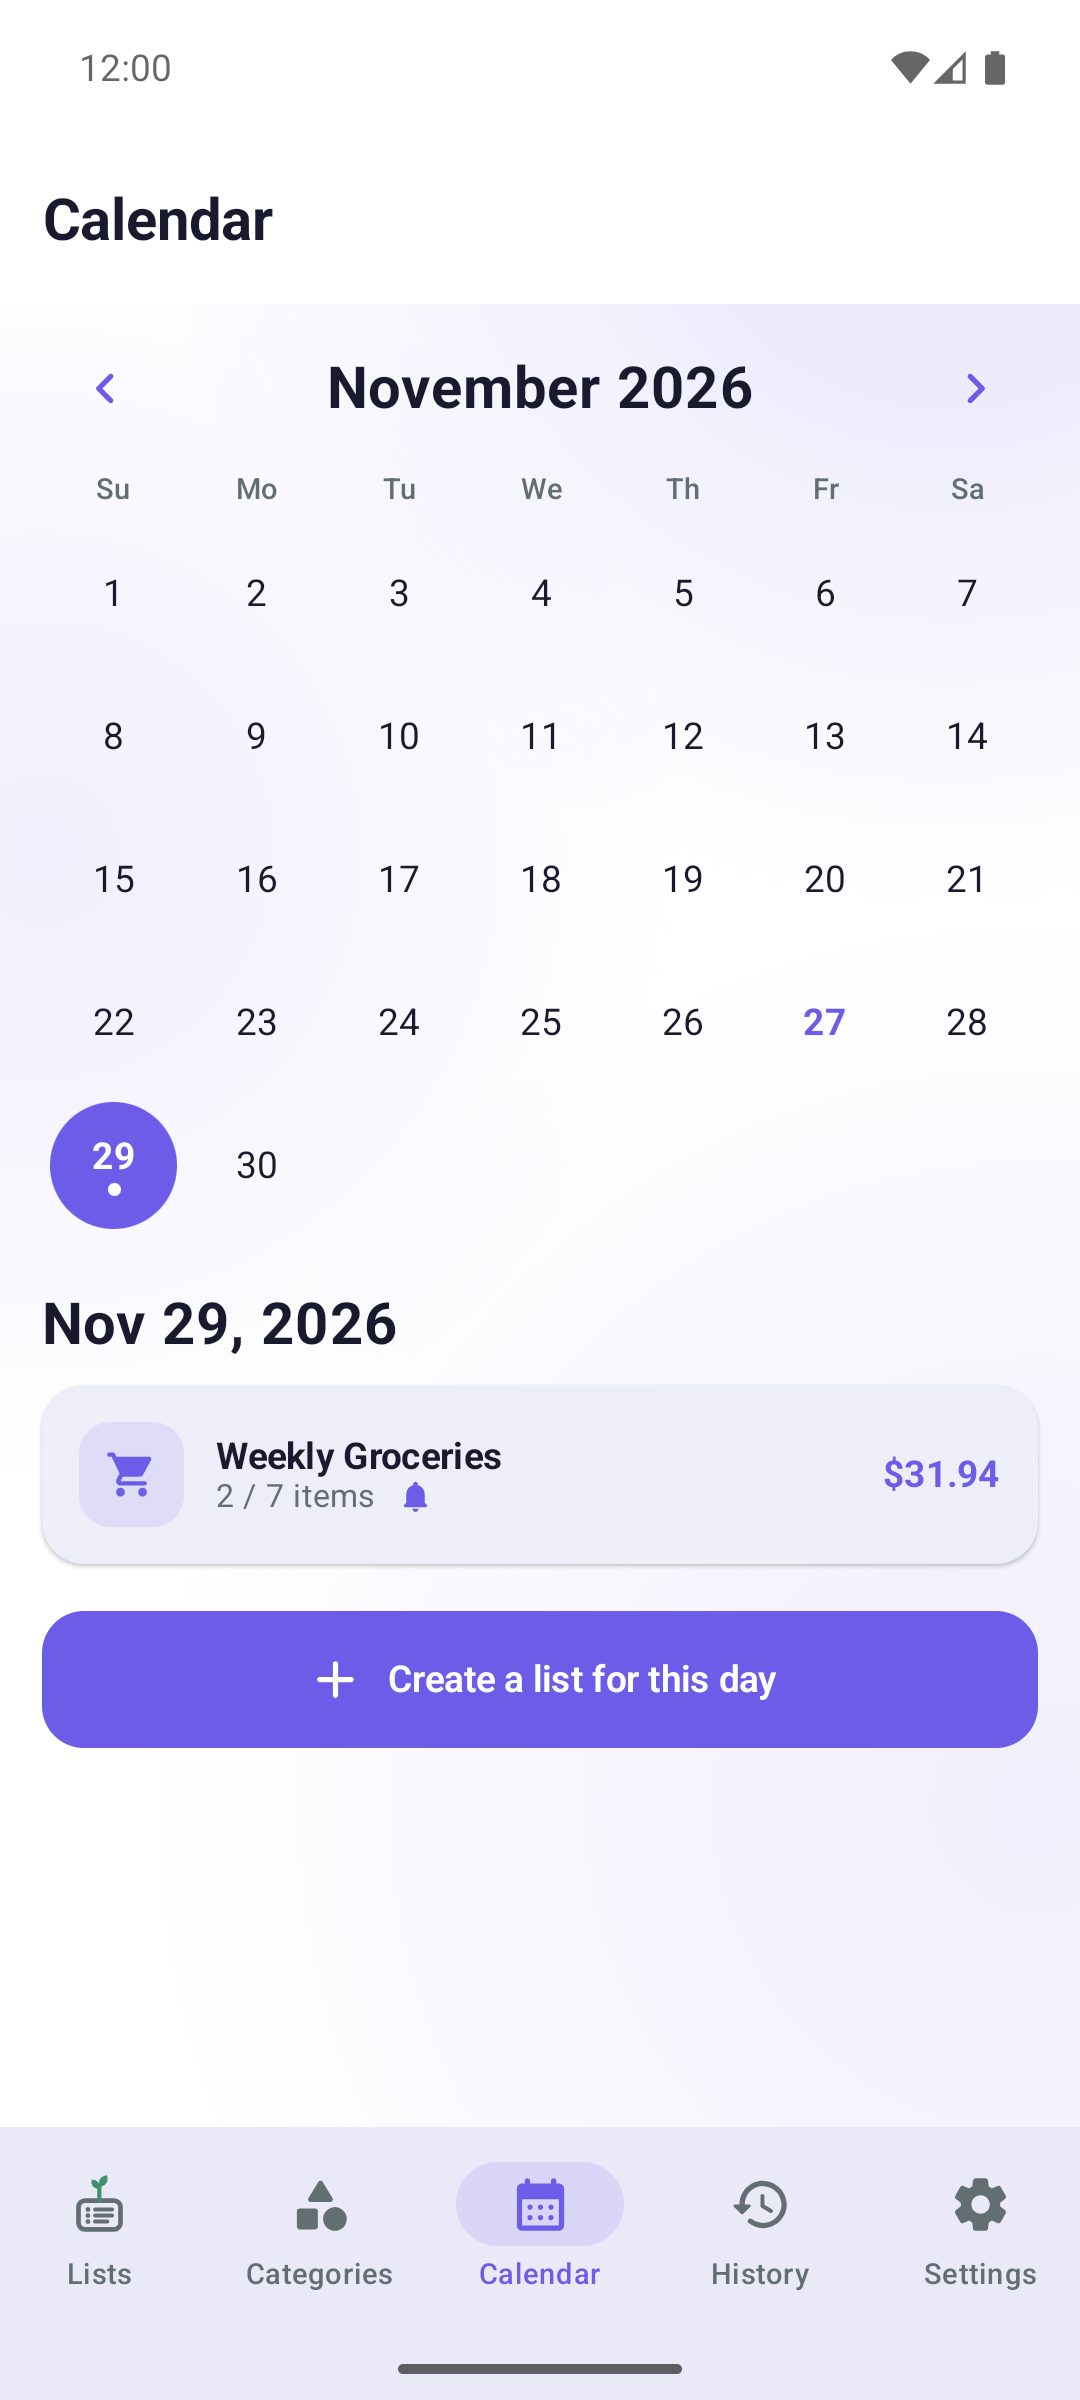 12:00
Calendar
November 2026
Su Mo Tu We Th Fr Sa
1 2 3 4 5 6 7
8 9 10 11 12 13 14
15 16 17 18 19 20 21
22 23 24 25 26 27 28
29 30
Nov 29, 2026
Weekly Groceries
2 / 7 items
$31.94
Create a list for this day
Lists Categories Calendar History Settings